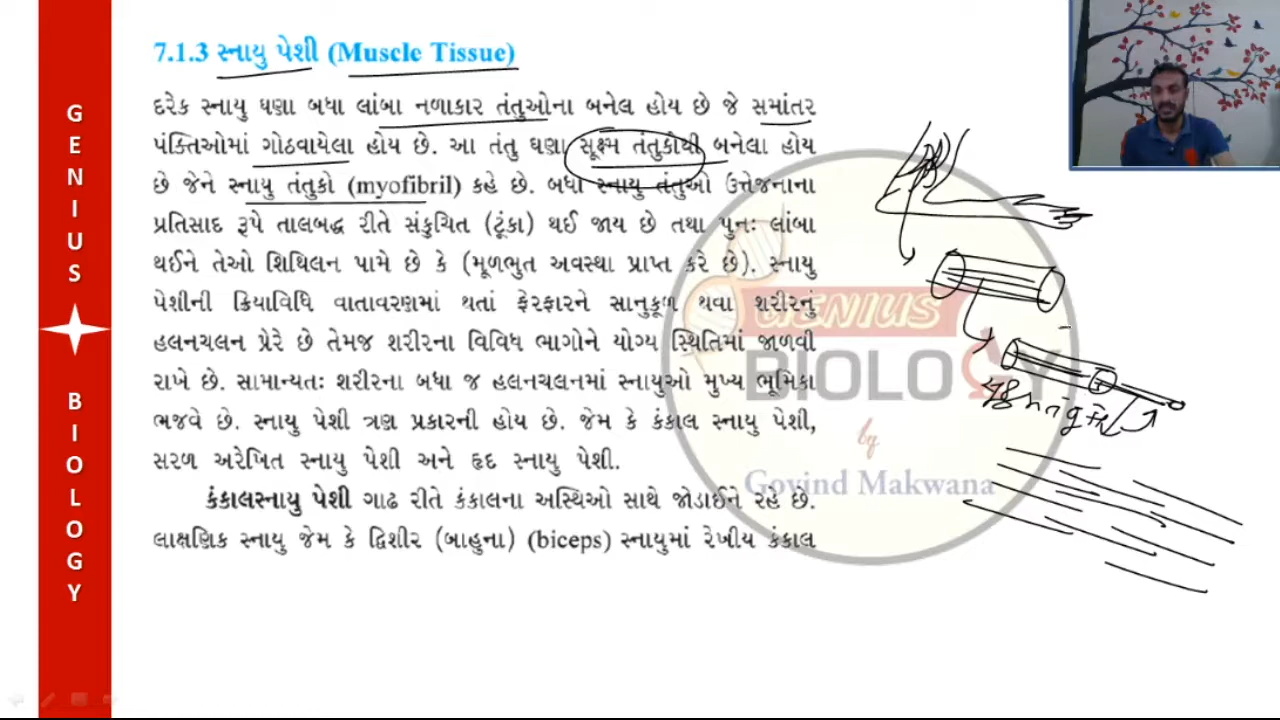 7.1.3 સ્નાયુ પેશી (Muscle Tissue)
દરેક સ્નાયુ ઘણા બધા લાંબા નળાકાર તંતુઓના બનેલ હોય છે જે સમાંતર
પંક્તિઓમાં ગોઠવાયેલા હોય છે. આ તંતુ ઘણા સૂક્ષ્મ તંતુકોથી બનેલા હોય
છે જેને સ્નાયુ તંતુકો (myofibril) કહે છે. બધા સ્નાયુ તંતુઓ ઉત્તેજનાના
પ્રતિસાદ રૂપે તાલબદ્ધ રીતે સંકુચિત (ટૂંકા) થઈ જાય છે તથા પુનઃ લાંબા
થઈને તેઓ શિથિલન પામે છે કે (મૂળભુત અવસ્થા પ્રાપ્ત કરે છે). સ્નાયુ
પેશીની ક્રિયાવિધિ વાતાવરણમાં થતાં ફેરફારને સાનુકૂળ થવા શરીરનું
હલનચલન પ્રેરે છે તેમજ શરીરના વિવિધ ભાગોને યોગ્ય સ્થિતિમાં જાળવી
રાખે છે. સામાન્યતઃ શરીરના બધા જ હલનચલનમાં સ્નાયુઓ મુખ્ય ભૂમિકા
ભજવે છે. સ્નાયુ પેશી ત્રણ પ્રકારની હોય છે. જેમ કે કંકાલ સ્નાયુ પેશી,
સરળ અરેખિત સ્નાયુ પેશી અને હૃદ સ્નાયુ પેશી.
કંકાલસ્નાયુ પેશી ગાઢ રીતે કંકાલના અસ્થિઓ સાથે જોડાઈને રહે છે.
લાક્ષણિક સ્નાયુ જેમ કે દ્વિશીર (બાહુના) (biceps) સ્નાયુમાં રેખીય કંકાલ
GENIUS
BIOLOGY
GENIUS
BIOLOGY
by
Govind Makwana